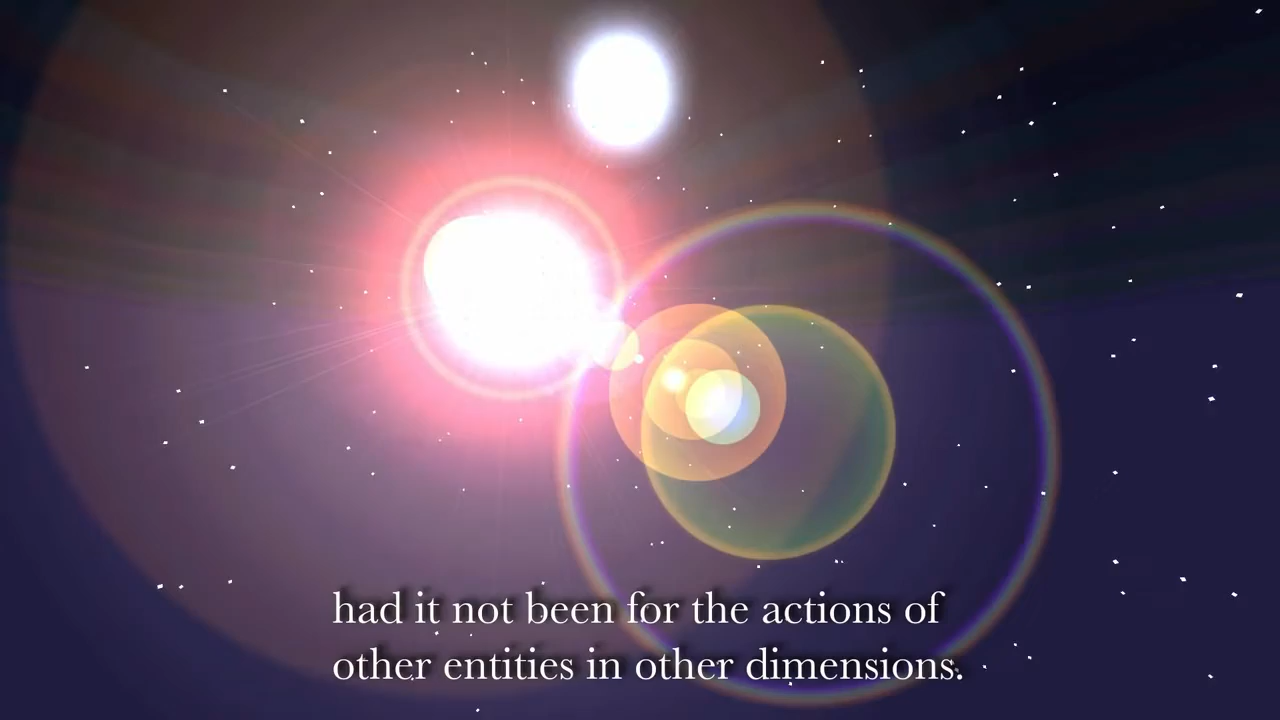 had it not been for the actions of
other entities in other dimensions.